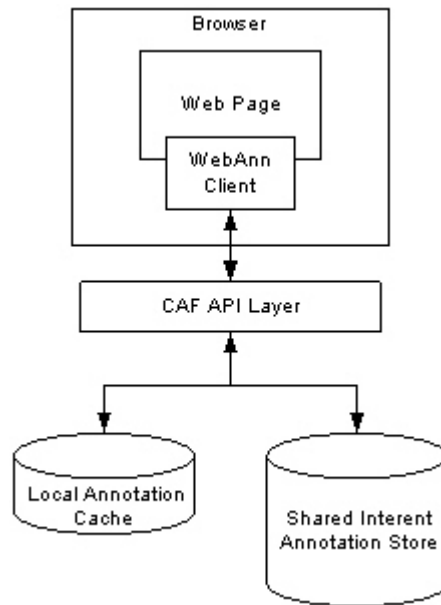 Browser
Web Page
WebAnn
Client
CAF API Layer
Local Annotation
Cache
Shared Interent
Annotation Store